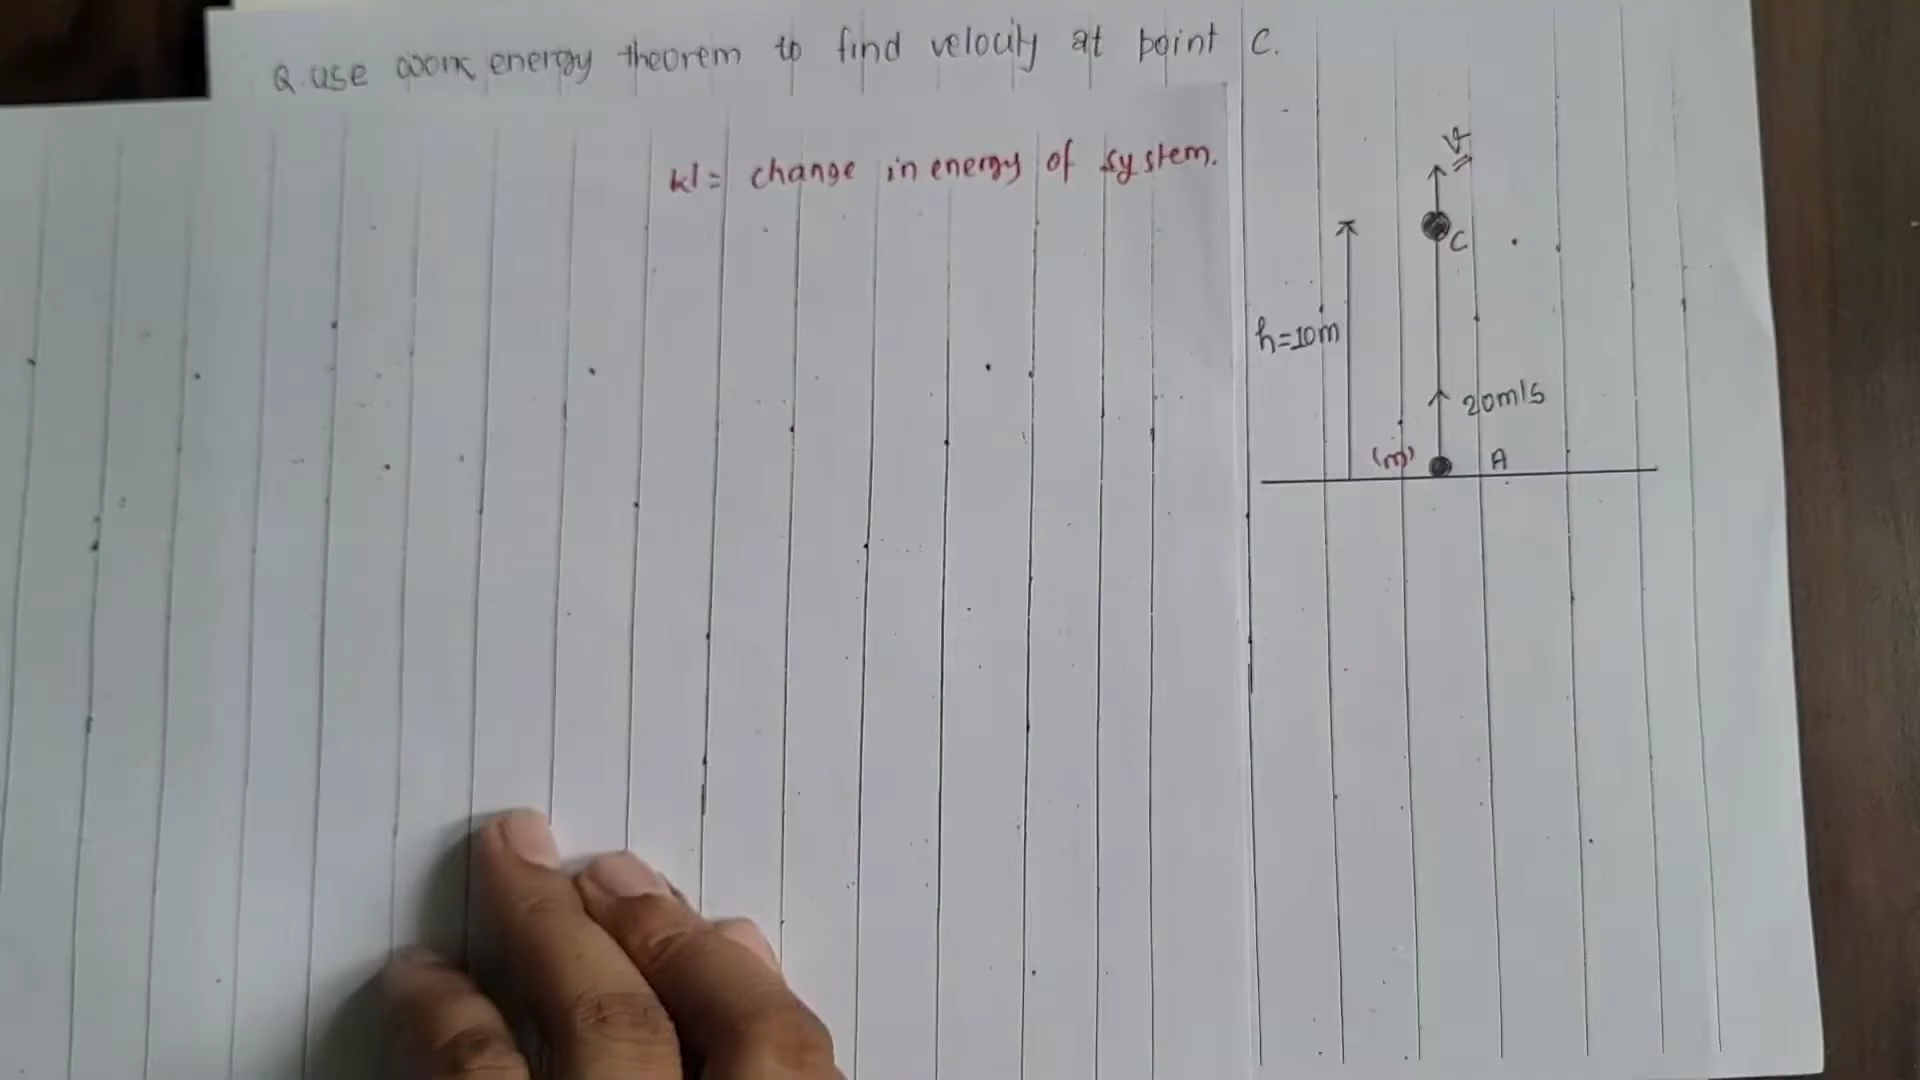 Q. use work energy theorem to find velocity at point C.
W = change in energy of system.
v
C
h=10m
20m/s
(m)
A